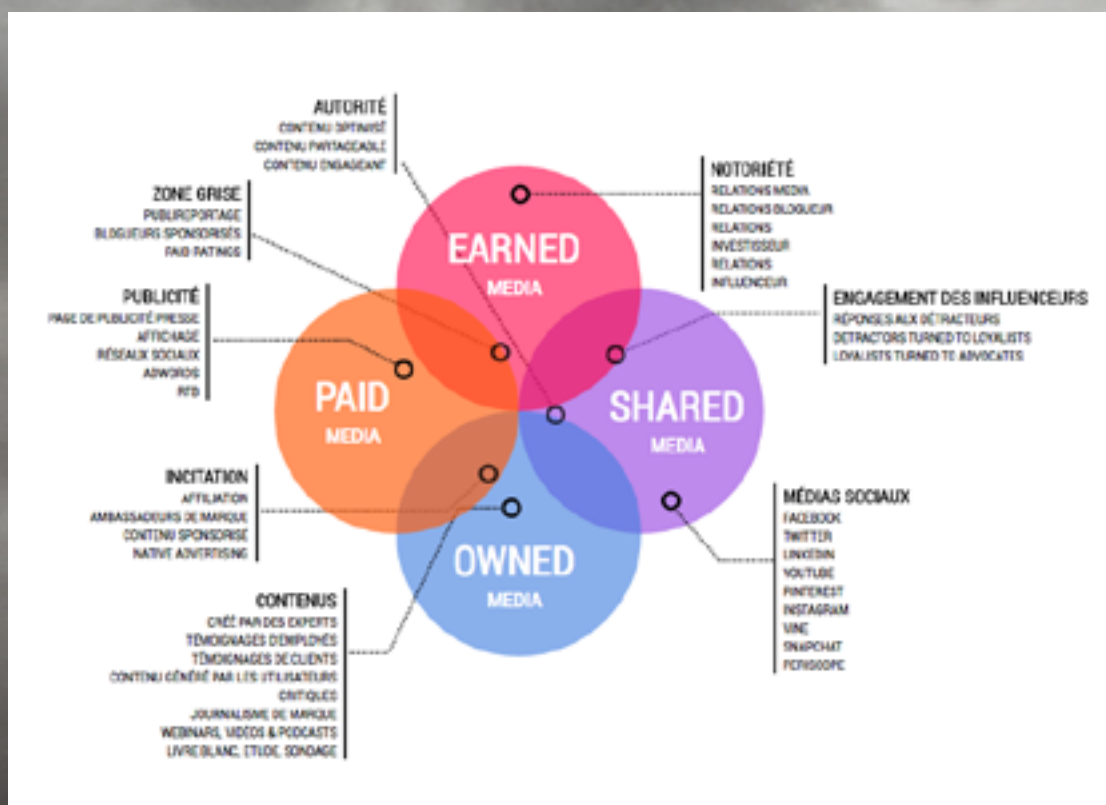 AUTORITÉ
CONTENU OPTIMISÉ
CONTENU PARTAGEABLE
CONTENU ENGAGEANT
ZONE GRISE
PUBLIREPORTAGE
BLOGUEURS SPONSORISÉS
PAID RATINGS
PUBLICITÉ
PAGE DE PUBLICITÉ PRESSE
AFFICHAGE
RÉSEAUX SOCIAUX
ADWORDS
RTB
INCITATION
AFFILIATION
AMBASSADEURS DE MARQUE
CONTENU SPONSORISÉ
NATIVE ADVERTISING
CONTENUS
CRÉÉ PAR DES EXPERTS
TÉMOIGNAGES D'EMPLOYÉS
TÉMOIGNAGES DE CLIENTS
CONTENU GÉNÉRÉ PAR LES UTILISATEURS
CRITIQUES
JOURNALISME DE MARQUE
WEBINARS, VIDÉOS & PODCASTS
LIVRE BLANC, ETUDE, SONDAGE
EARNED
MEDIA
PAID
MEDIA
SHARED
MEDIA
OWNED
MEDIA
NOTORIÉTÉ
RELATIONS MEDIA
RELATIONS BLOGUEUR
RELATIONS
INVESTISSEUR
RELATIONS
INFLUENCEUR
ENGAGEMENT DES INFLUENCEURS
RÉPONSES AUX DÉTRACTEURS
DETRACTORS TURNED TO LOYALISTS
LOYALISTS TURNED TO ADVOCATES
MÉDIAS SOCIAUX
FACEBOOK
TWITTER
LINKEDIN
YOUTUBE
PINTEREST
INSTAGRAM
VINE
SNAPCHAT
PERISCOPE